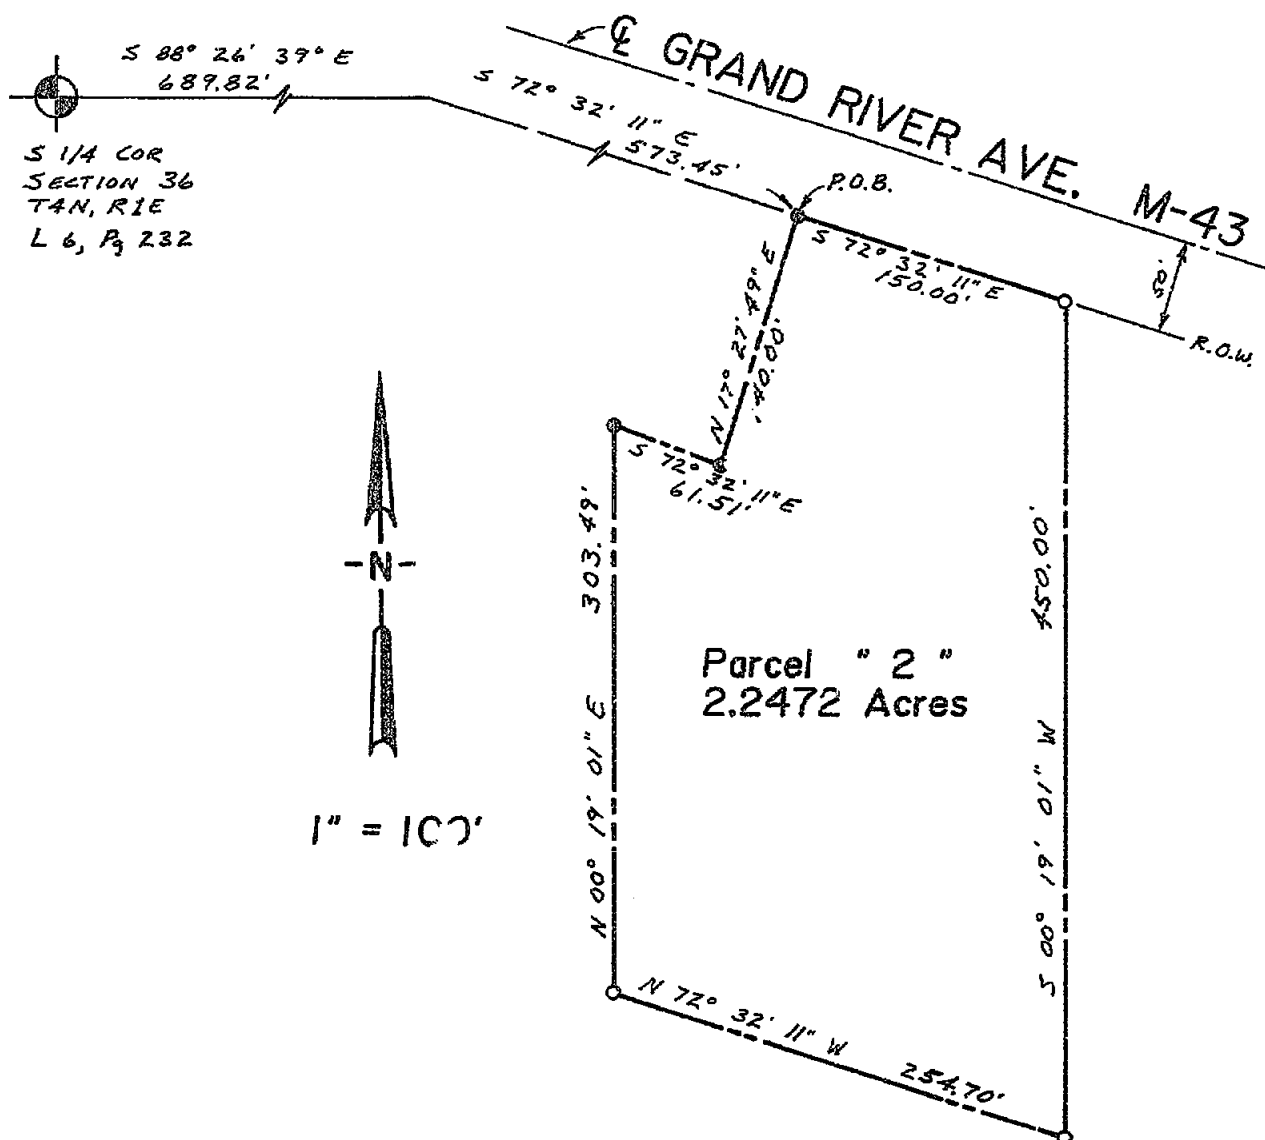 S 88° 26' 39° E
689.82'
S 1/4 COR
SECTION 36
T4N, R1E
L 6, Pg 232
℄ GRAND RIVER AVE. M-43
S 72° 32' 11" E
573.45'
P.O.B.
S 72° 32' 11" E
150.00'
50'
R.O.W.
N 17° 27' 49" E
140.00'
S 72° 32' 11" E
61.51'
N 00° 19' 01" E 303.49'
S 00° 19' 01" W 450.00'
Parcel " 2 "
2.2472 Acres
N
1" = 100'
N 72° 32' 11" W 254.70'